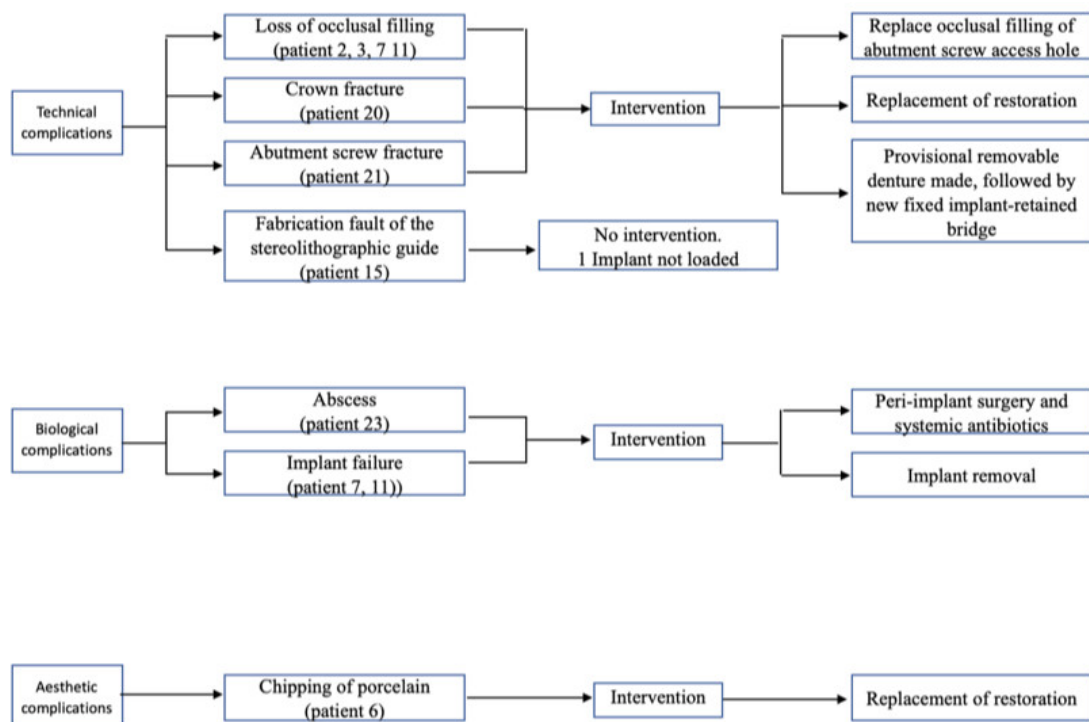 Loss of occlusal filling
(patient 2, 3, 7 11)
Replace occlusal filling of
abutment screw access hole
Technical
complications
Crown fracture
(patient 20)
Intervention
Replacement of restoration
Abutment screw fracture
(patient 21)
Provisional removable
denture made, followed by
new fixed implant-retained
bridge
Fabrication fault of the
stereolithographic guide
(patient 15)
No intervention.
1 Implant not loaded
Biological
complications
Abscess
(patient 23)
Implant failure
(patient 7, 11))
Intervention
Peri-implant surgery and
systemic antibiotics
Implant removal
Aesthetic
complications
Chipping of porcelain
(patient 6)
Intervention
Replacement of restoration